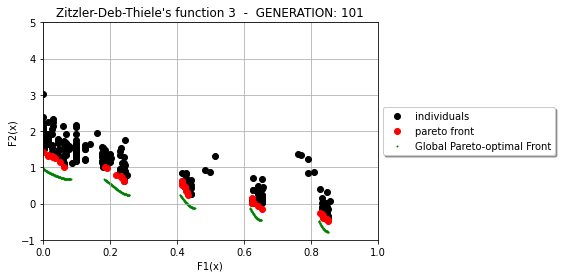 Zitzler-Deb-Thiele's function 3  -  GENERATION: 101
5
4
3
2
1
0
−1
F2(x)
0.0 0.2 0.4 0.6 0.8 1.0
F1(x)
individuals
pareto front
Global Pareto-optimal Front